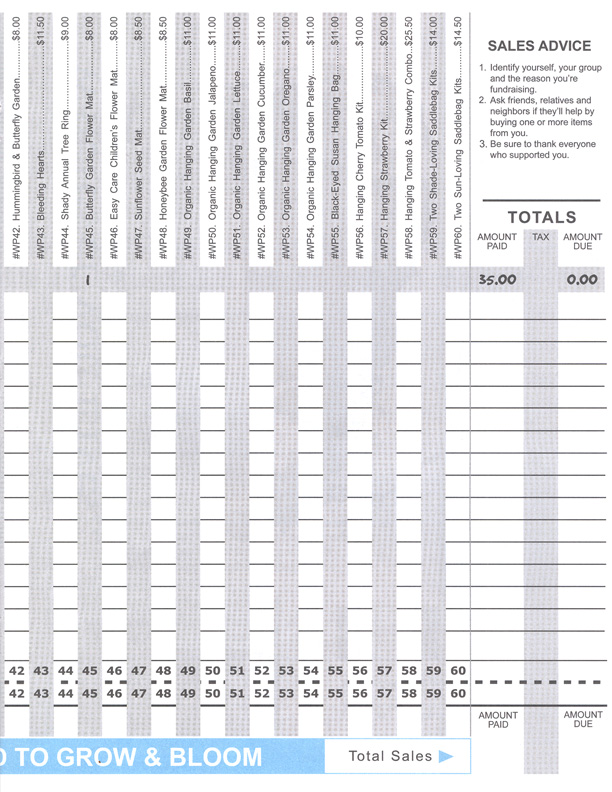 #WP42. Hummingbird & Butterfly Garden..................$8.00
#WP43. Bleeding Hearts..................$11.50
#WP44. Shady Annual Tree Ring..................$9.00
#WP45. Butterfly Garden Flower Mat..................$8.00
#WP46. Easy Care Children's Flower Mat..................$8.00
#WP47. Sunflower Seed Mat..................$8.50
#WP48. Honeybee Garden Flower Mat..................$8.50
#WP49. Organic Hanging Garden Basil..................$11.00
#WP50. Organic Hanging Garden Jalapeno..................$11.00
#WP51. Organic Hanging Garden Lettuce..................$11.00
#WP52. Organic Hanging Garden Cucumber..................$11.00
#WP53. Organic Hanging Garden Oregano..................$11.00
#WP54. Organic Hanging Garden Parsley..................$11.00
#WP55. Black-Eyed Susan Hanging Bag..................$11.00
#WP56. Hanging Cherry Tomato Kit..................$10.00
#WP57. Hanging Strawberry Kit..................$20.00
#WP58. Hanging Tomato & Strawberry Combo..$25.50
#WP59. Two Shade-Loving Saddlebag Kits..................$14.00
#WP60. Two Sun-Loving Saddlebag Kits..................$14.50
SALES ADVICE
1. Identify yourself, your group
and the reason you're
fundraising.
2. Ask friends, relatives and
neighbors if they'll help by
buying one or more items
from you.
3. Be sure to thank everyone
who supported you.
TOTALS
AMOUNT PAID TAX AMOUNT DUE
1 35.00 0.00
42 43 44 45 46 47 48 49 50 51 52 53 54 55 56 57 58 59 60
42 43 44 45 46 47 48 49 50 51 52 53 54 55 56 57 58 59 60
AMOUNT PAID AMOUNT DUE
TO GROW & BLOOM Total Sales